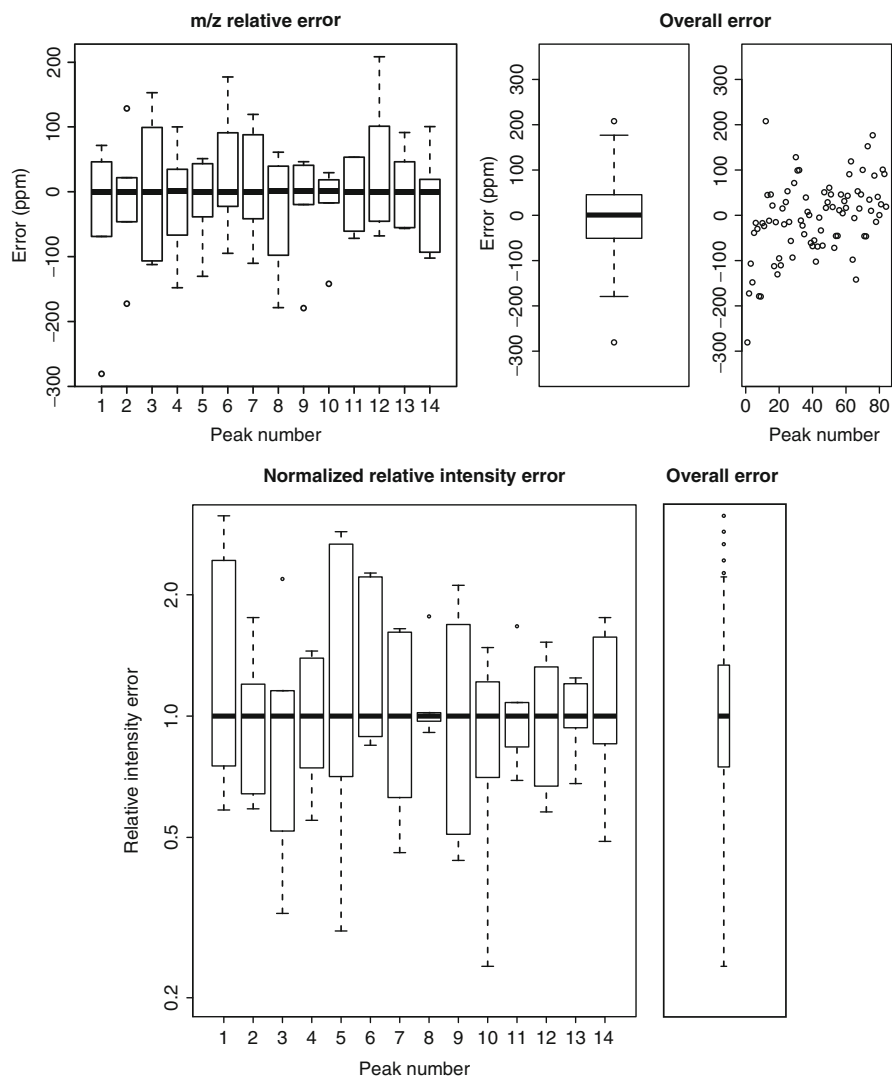 m/z relative error
Overall error
Error (ppm)
200
100
0
−100
−200
−300
1 2 3 4 5 6 7 8 9 10 11 12 13 14
Peak number
Error (ppm)
300
200
100
0
−100
−200
−300
300
200
100
0
−100
−200
−300
0 20 40 60 80
Peak number
Normalized relative intensity error
Overall error
Relative intensity error
2.0
1.0
0.5
0.2
1 2 3 4 5 6 7 8 9 10 11 12 13 14
Peak number